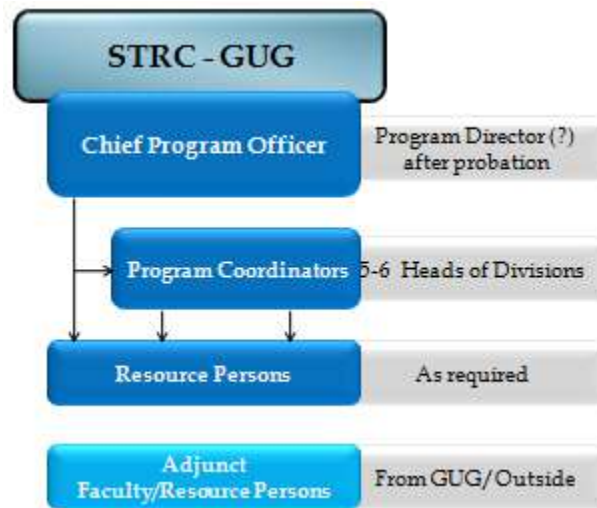 STRC - GUG
Chief Program Officer
Program Director (?)
after probation
Program Coordinators
5-6 Heads of Divisions
Resource Persons
As required
Adjunct
Faculty/Resource Persons
From GUG/ Outside